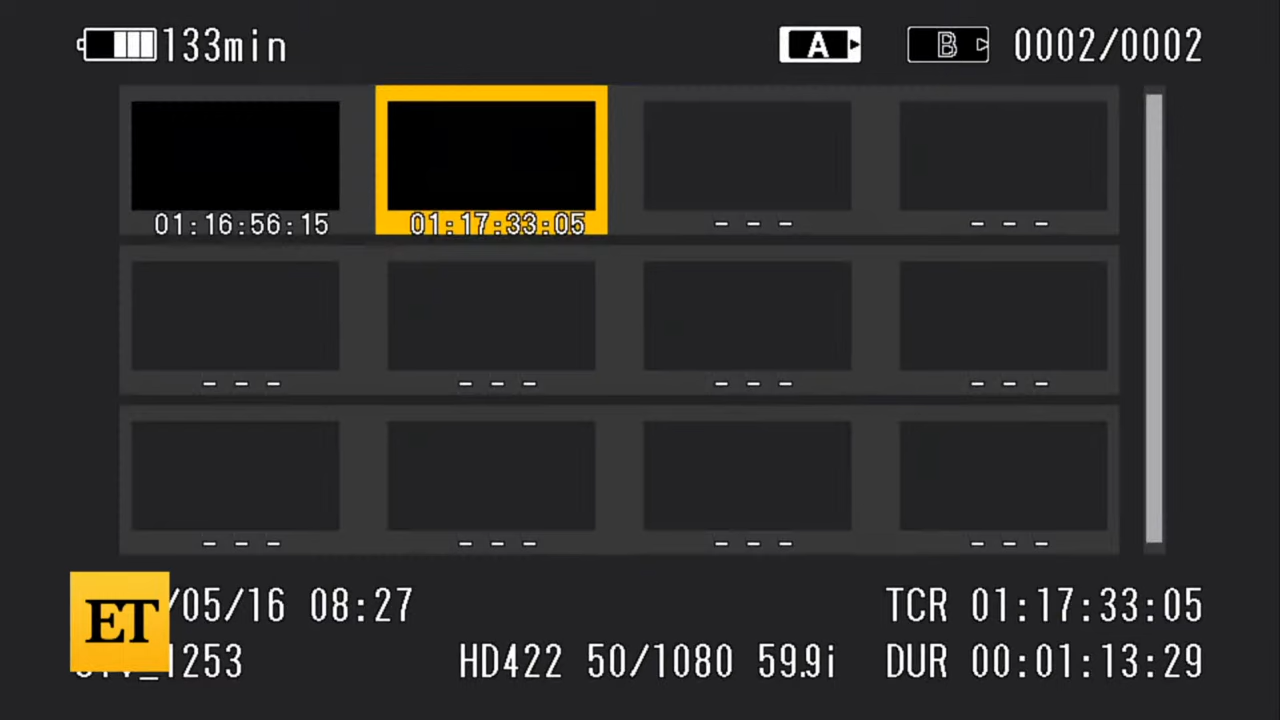 133min A B 0002/0002
01:16:56:15 01:17:33:05 - - - - - -
- - - - - - - - - - - -
- - - - - - - - - - - -
ET /05/16 08:27 TCR 01:17:33:05
_1253 HD422 50/1080 59.9i DUR 00:01:13:29